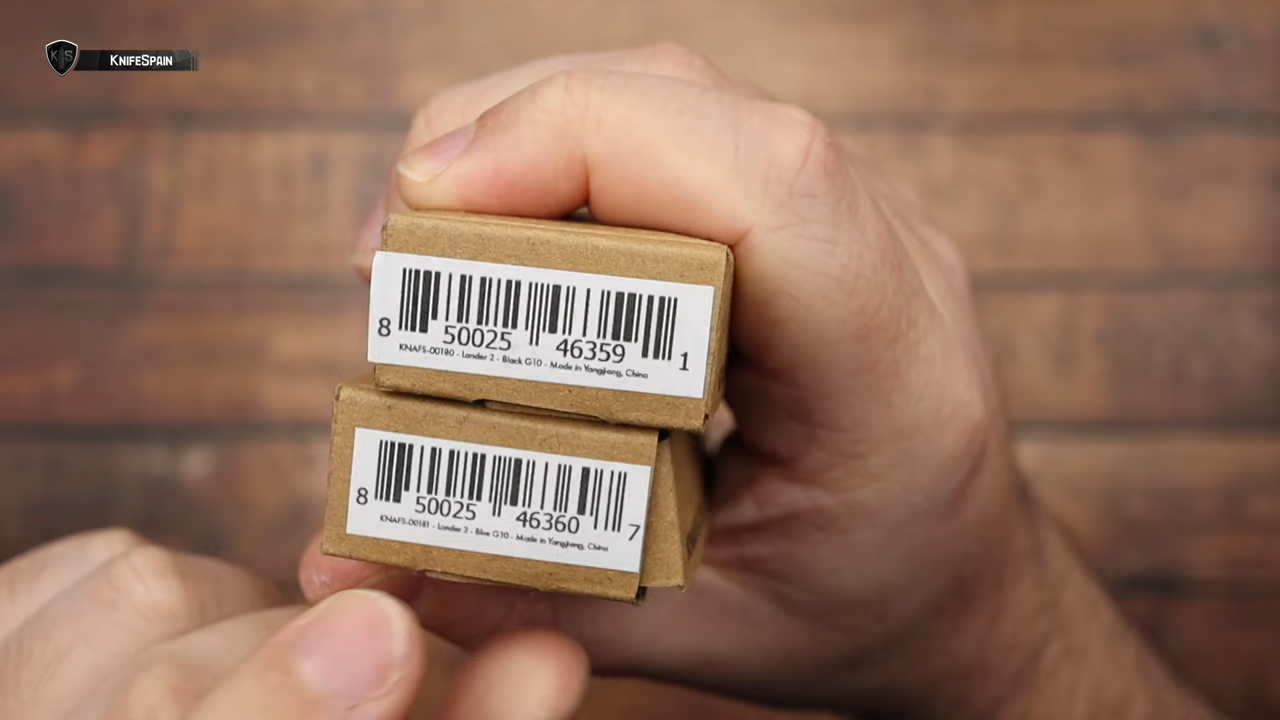 K S KNIFESPAIN
8 50025 46359 1
KNAFS-00180 - Lander 2 - Black G10 - Made in Yangjiang, China
8 50025 46360 7
KNAFS-00181 - Lander 2 - Blue G10 - Made in Yangjiang, China